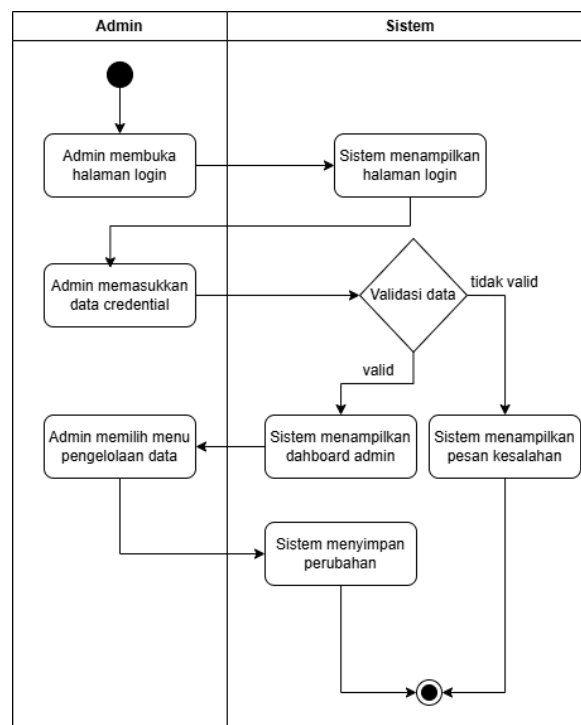 Admin
Sistem
Admin membuka
halaman login
Sistem menampilkan
halaman login
Admin memasukkan
data credential
Validasi data
tidak valid
valid
Admin memilih menu
pengelolaan data
Sistem menampilkan
dahboard admin
Sistem menampilkan
pesan kesalahan
Sistem menyimpan
perubahan